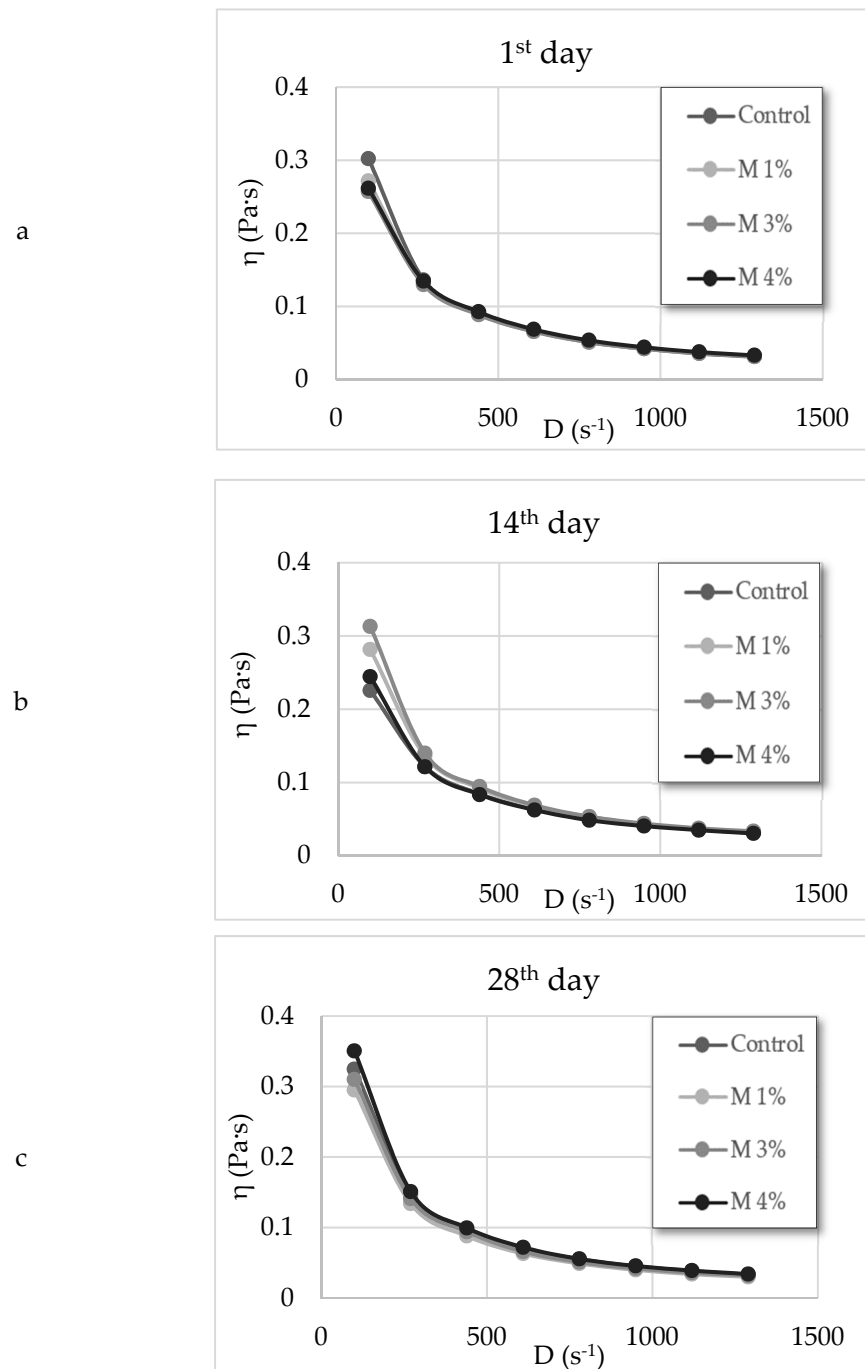 a
1st day
0.4
0.3
0.2
0.1
0
η (Pa·s)
0 500 1000 1500
D (s-1)
Control
M 1%
M 3%
M 4%
b
14th day
0.4
0.3
0.2
0.1
0
η (Pa·s)
0 500 1000 1500
D (s-1)
Control
M 1%
M 3%
M 4%
c
28th day
0.4
0.3
0.2
0.1
0
η (Pa·s)
0 500 1000 1500
D (s-1)
Control
M 1%
M 3%
M 4%